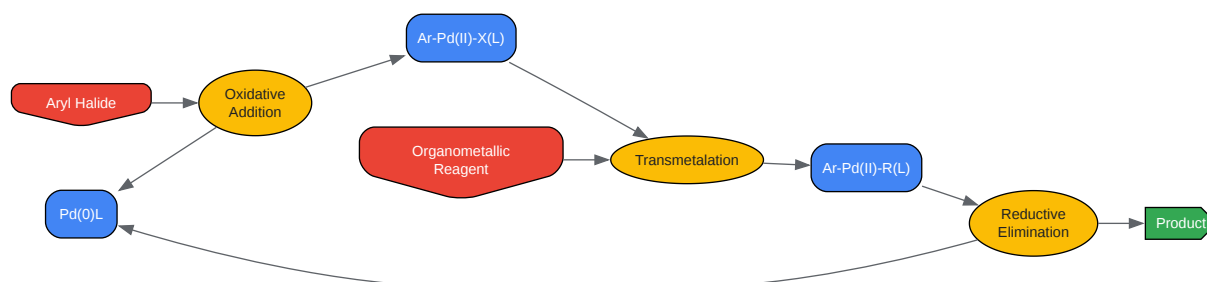 Ar-Pd(II)-X(L)
Oxidative
Addition
Aryl Halide
Organometallic
Reagent
Transmetalation
Ar-Pd(II)-R(L)
Pd(0)L
Reductive
Elimination
Product